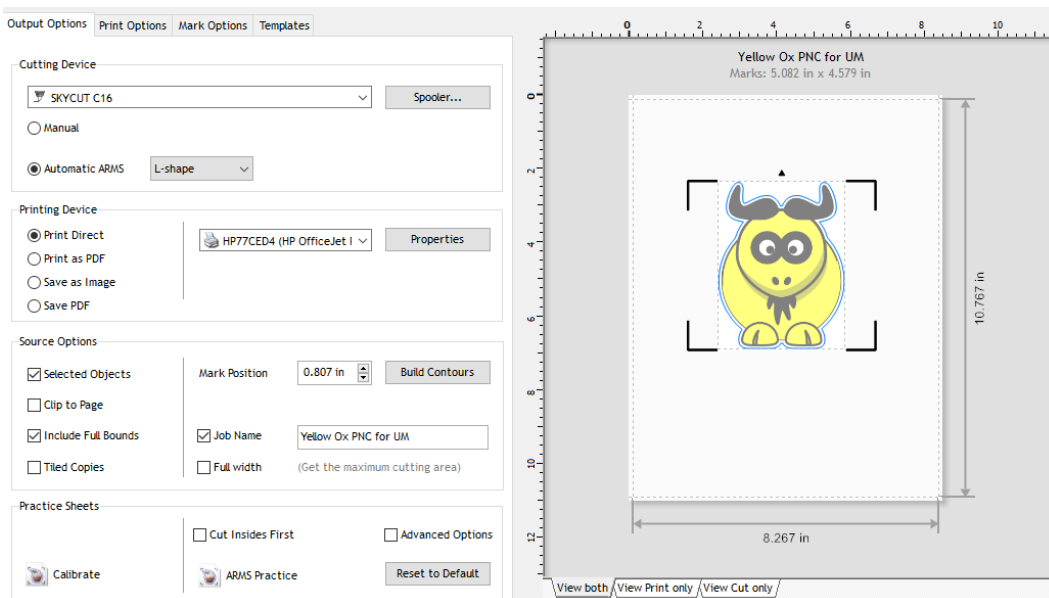 Output Options Print Options Mark Options Templates
Cutting Device
SKYCUT C16 Spooler...
Manual
Automatic ARMS L-shape
Printing Device
Print Direct HP77CED4 (HP OfficeJet I Properties
Print as PDF
Save as Image
Save PDF
Source Options
Selected Objects Mark Position 0.807 in Build Contours
Clip to Page
Include Full Bounds Job Name Yellow Ox PNC for UM
Tiled Copies Full width (Get the maximum cutting area)
Practice Sheets
Cut Insides First Advanced Options
Calibrate ARMS Practice Reset to Default
0 2 4 6 8 10
Yellow Ox PNC for UM
Marks: 5.082 in x 4.579 in
0
2
4
6
8
10
12
10.767 in
8.267 in
View both View Print only View Cut only